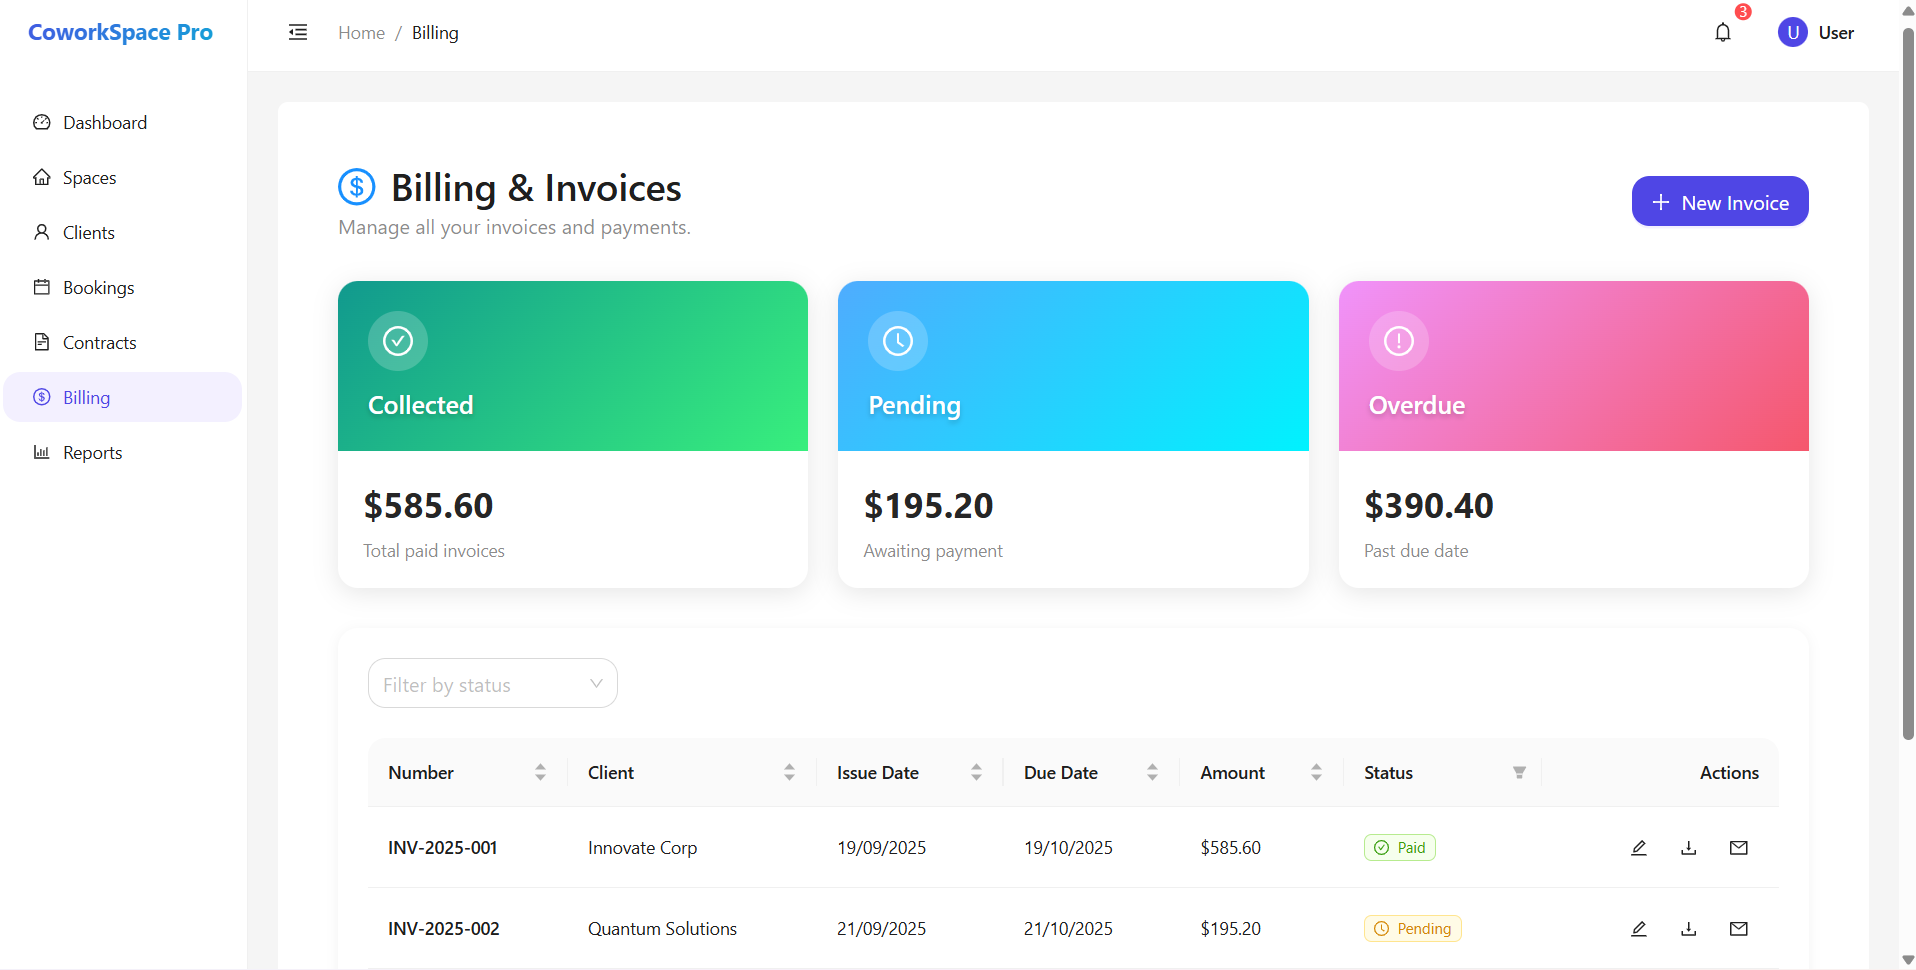 CoworkSpace Pro
Home / Billing
3
U
User
Dashboard
Spaces
Clients
Bookings
Contracts
Billing
Reports
$ Billing & Invoices
Manage all your invoices and payments.
+ New Invoice
Collected
$585.60
Total paid invoices
Pending
$195.20
Awaiting payment
Overdue
$390.40
Past due date
Filter by status
Number Client Issue Date Due Date Amount Status Actions
INV-2025-001 Innovate Corp 19/09/2025 19/10/2025 $585.60 Paid
INV-2025-002 Quantum Solutions 21/09/2025 21/10/2025 $195.20 Pending